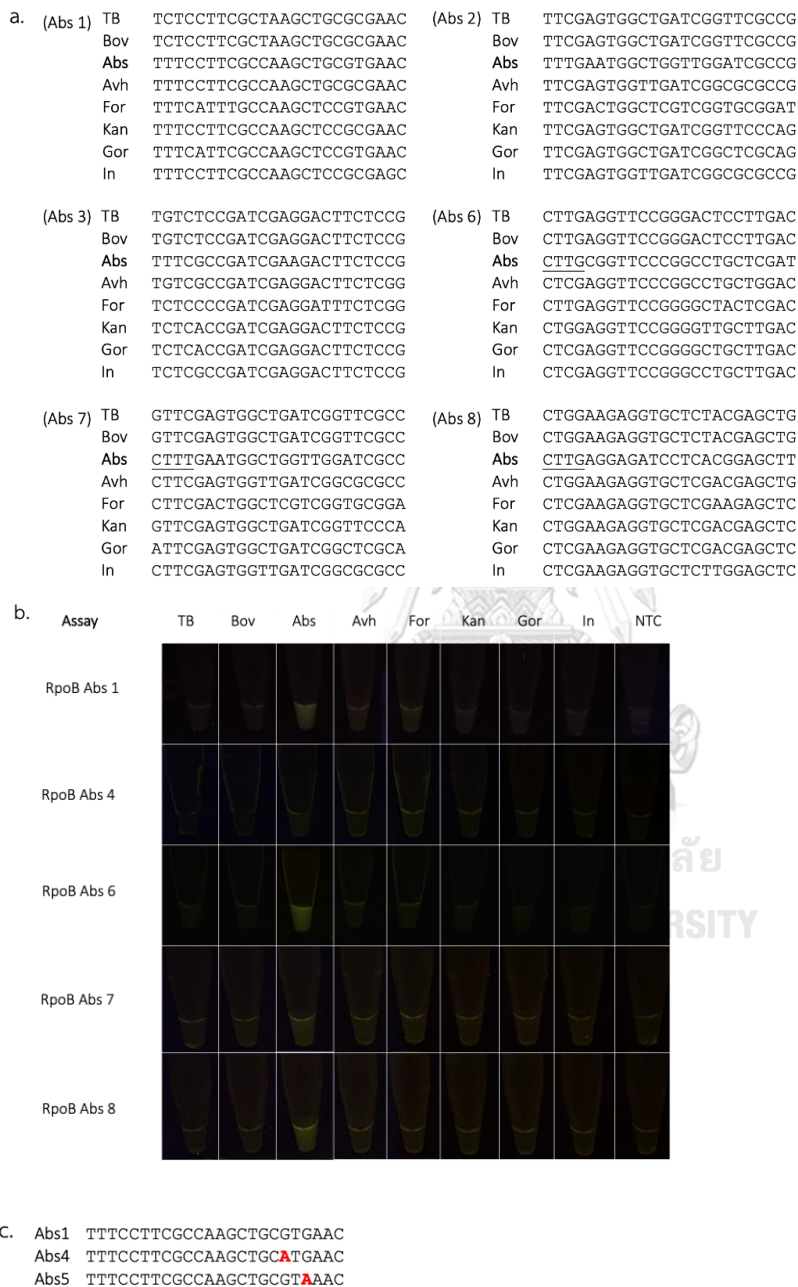 a.
(Abs 1) TB TCTCCTTCGCTAAGCTGCGCGAAC
Bov TCTCCTTCGCTAAGCTGCGCGAAC
Abs TTTCCTTCGCCAAGCTGCGTGAAC
Avh TTTCCTTCGCCAAGCTGCGCGAAC
For TTTCATTTGCCAAGCTCCGTGAAC
Kan TTTCCTTCGCCAAGCTGCGCGAAC
Gor TTTCATTCGCCAAGCTCCGTGAAC
In TTTCCTTCGCCAAGCTCCGCGAGC
(Abs 2) TB TTCGAGTGGCTGATCGGTTCGCCG
Bov TTCGAGTGGCTGATCGGTTCGCCG
Abs TTTGAATGGCTGGTTGGATCGCCG
Avh TTCGAGTGGTTGATCGGCGCGCCG
For TTCGACTGGCTCGTCGGTGCGGAT
Kan TTCGAGTGGCTGATCGGTTCCCAG
Gor TTCGAGTGGCTGATCGGCTCGCAG
In TTCGAGTGGTTGATCGGCGCGCCG
(Abs 3) TB TGTCTCCGATCGAGGACTTCTCCG
Bov TGTCTCCGATCGAGGACTTCTCCG
Abs TTTCGCCGATCGAAGACTTCTCCG
Avh TGTCGCCGATCGAGGACTTCTCGG
For TCTCCCCGATCGAGGATTTCTCGG
Kan TCTCACCGATCGAGGACTTCTCCG
Gor TCTCACCGATCGAGGACTTCTCCG
In TCTCGCCGATCGAGGACTTCTCCG
(Abs 6) TB CTTGAGGTTCCGGGACTCCTTGAC
Bov CTTGAGGTTCCGGGACTCCTTGAC
Abs CTTGCGGTTCCCGGCCTGCTCGAT
Avh CTCGAGGTTCCCGGCCTGCTTGAC
For CTTGAGGTTCCGGGGCTACTCGAC
Kan CTGGAGGTTCCGGGGTTGCTTGAC
Gor CTCGAGGTTCCGGGGCTGCTTGAC
In CTCGAGGTTCCGGGCCTGCTTGAC
(Abs 7) TB GTTCGAGTGGCTGATCGGTTCGCC
Bov GTTCGAGTGGCTGATCGGTTCGCC
Abs CTTTGAATGGCTGGTTGGATCGCC
Avh CTTCGAGTGGTTGATCGGCGCGCC
For CTTCGACTGGCTCGTCGGTGCGGA
Kan GTTCGAGTGGCTGATCGGTTCCCA
Gor ATTCGAGTGGCTGATCGGCTCGCA
In CTTCGAGTGGTTGATCGGCGCGCC
(Abs 8) TB CTGGAAGAGGTGCTCTACGAGCTG
Bov CTGGAAGAGGTGCTCTACGAGCTG
Abs CTTGAGGAGATCCTCACGGAGCTT
Avh CTGGAAGAGGTGCTCGACGAGCTG
For CTCGAAGAGGTGCTCGAAGAGCTC
Kan CTGGAAGAGGTGCTCGACGAGCTC
Gor CTCGAAGAGGTGCTCGACGAGCTC
In CTCGAAGAGGTGCTCTTGGAGCTC
b.
Assay TB Bov Abs Avh For Kan Gor In NTC
RpoB Abs 1
RpoB Abs 4
RpoB Abs 6
RpoB Abs 7
RpoB Abs 8
ลัย
RSITY
c. Abs1 TTTCCTTCGCCAAGCTGCGTGAAC
Abs4 TTTCCTTCGCCAAGCTGCATGAAC
Abs5 TTTCCTTCGCCAAGCTGCGTAAAC